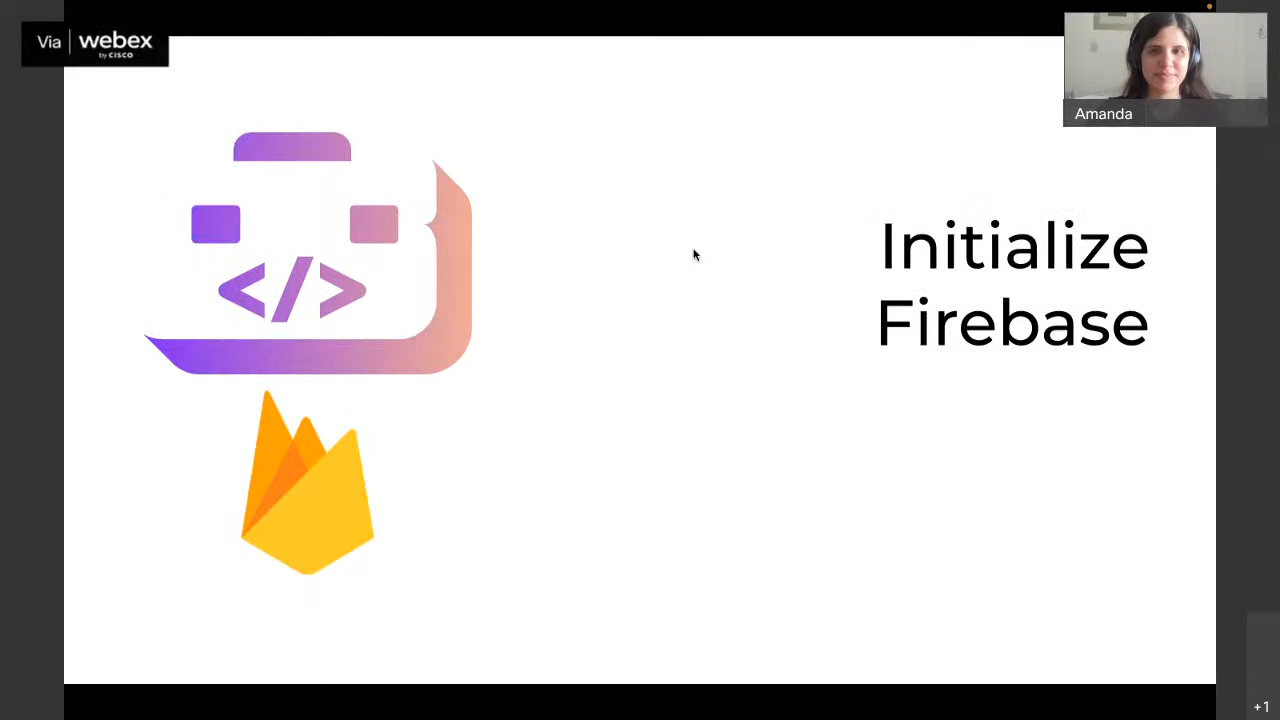 Via webex
by CISCO
Amanda
</>
Initialize
Firebase
+1